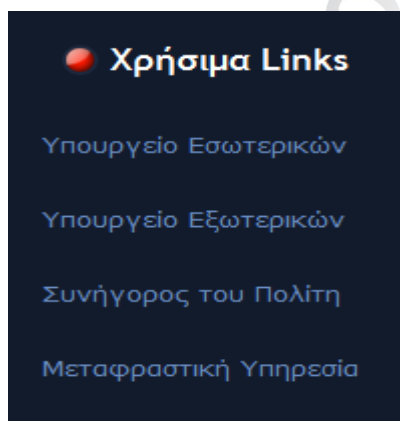 Χρήσιμα Links
Υπουργείο Εσωτερικών
Υπουργείο Εξωτερικών
Συνήγορος του Πολίτη
Μεταφραστική Υπηρεσία